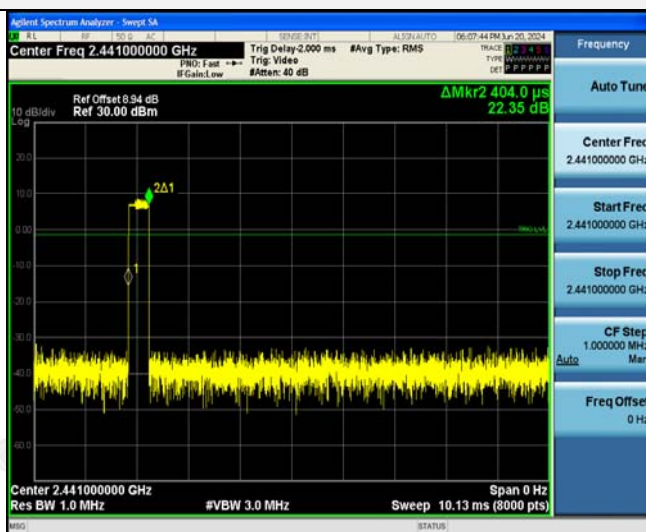 Agilent Spectrum Analyzer - Swept SA
RL RF 50 Ω AC SENSE:INT ALIGN AUTO 06:07:44 PM Jun 20, 2024
Center Freq 2.441000000 GHz
PNO: Fast
IFGain:Low
Trig Delay-2.000 ms
Trig: Video
#Atten: 40 dB
#Avg Type: RMS
TRACE 1 2 3 4 5 6
TYPE
DET P P P P P P
Ref Offset 8.94 dB
Ref 30.00 dBm
10 dB/div
Log
ΔMkr2 404.0 µs
22.35 dB
20.0
10.0
0.00
-10.0
-20.0
-30.0
-40.0
-50.0
-60.0
2Δ1
1
TRIG LVL
Center 2.441000000 GHz
Res BW 1.0 MHz
#VBW 3.0 MHz
Span 0 Hz
Sweep 10.13 ms (8000 pts)
MSG
STATUS
Frequency
Auto Tune
Center Freq
2.441000000 GHz
Start Freq
2.441000000 GHz
Stop Freq
2.441000000 GHz
CF Step
1.000000 MHz
Auto Man
Freq Offset
0 Hz